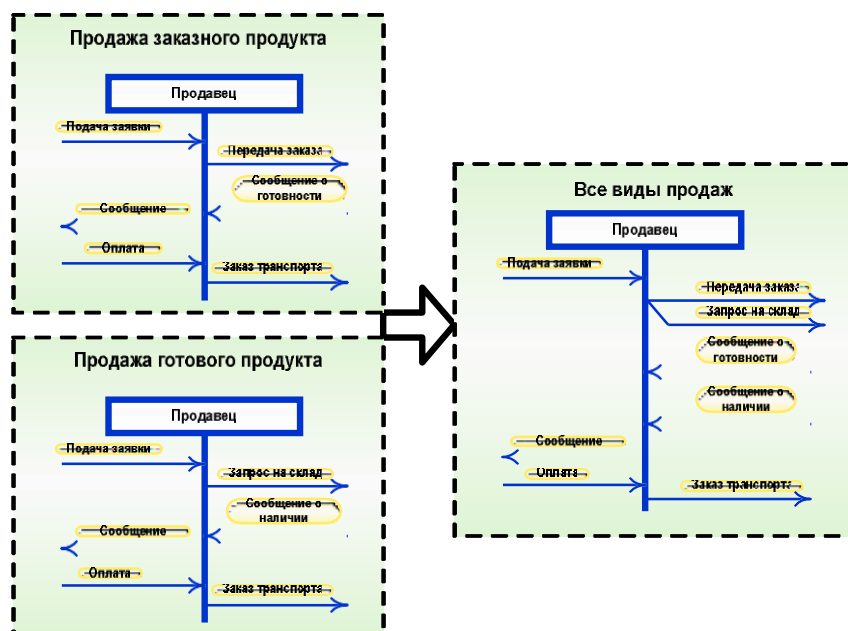 Продажа заказного продукта
Продавец
Подача заявки
Передача заказа
Сообщение о
готовности
Сообщение
Оплата
Заказ транспорта
Продажа готового продукта
Продавец
Подача заявки
Запрос на склад
Сообщение о
наличии
Сообщение
Оплата
Заказ транспорта
Все виды продаж
Продавец
Подача заявки
Передача заказа
Запрос на склад
Сообщение о
готовности
Сообщение о
наличии
Сообщение
Оплата
Заказ транспорта